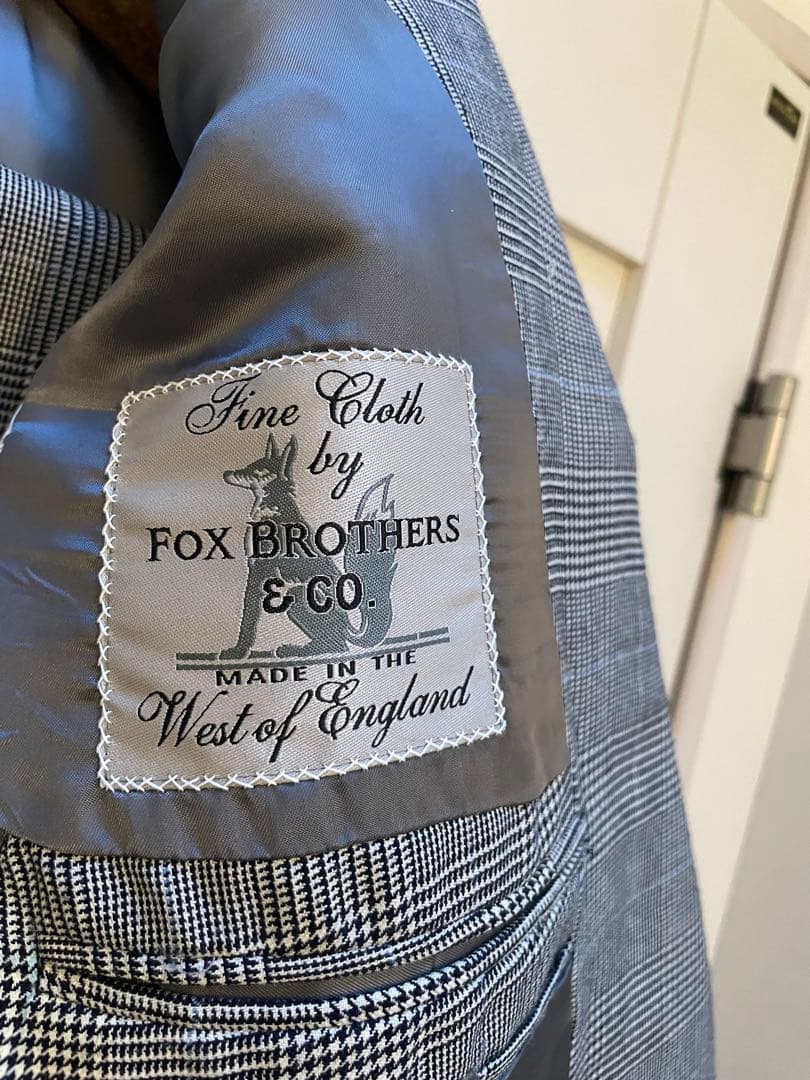 Fine Cloth
by
FOX BROTHERS
& CO.
MADE IN THE
West of England